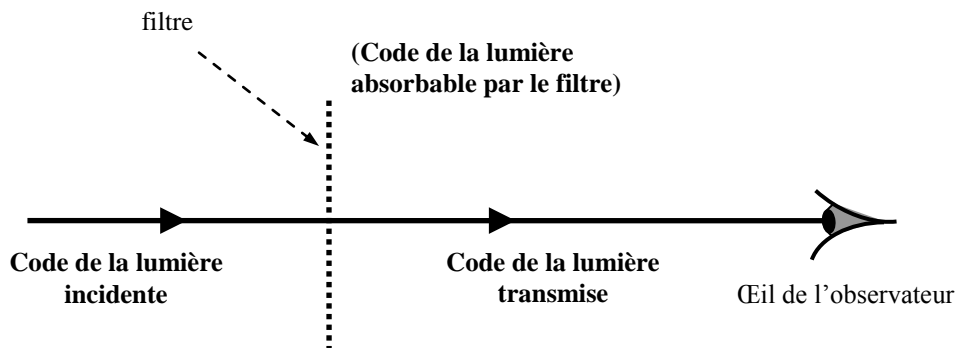 filtre
(Code de la lumière
absorbable par le filtre)
Code de la lumière
incidente
Code de la lumière
transmise
Œil de l’observateur